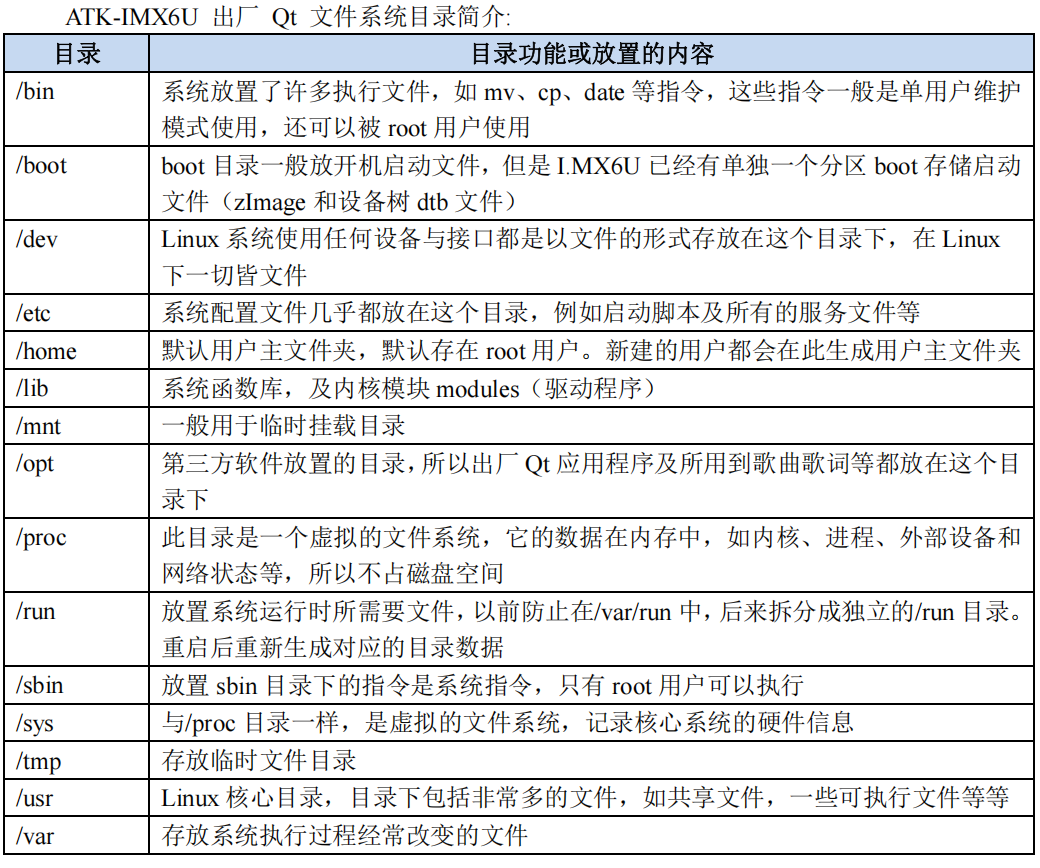 ATK-IMX6U 出厂 Qt 文件系统目录简介:
目录 目录功能或放置的内容
/bin 系统放置了许多执行文件，如 mv、cp、date 等指令，这些指令一般是单用户维护
模式使用，还可以被 root 用户使用
/boot boot 目录一般放开机启动文件，但是 I.MX6U 已经有单独一个分区 boot 存储启动
文件（zImage 和设备树 dtb 文件）
/dev Linux 系统使用任何设备与接口都是以文件的形式存放在这个目录下，在 Linux
下一切皆文件
/etc 系统配置文件几乎都放在这个目录，例如启动脚本及所有的服务文件等
/home 默认用户主文件夹，默认存在 root 用户。新建的用户都会在此生成用户主文件夹
/lib 系统函数库，及内核模块 modules（驱动程序）
/mnt 一般用于临时挂载目录
/opt 第三方软件放置的目录，所以出厂 Qt 应用程序及所用到歌曲歌词等都放在这个目
录下
/proc 此目录是一个虚拟的文件系统，它的数据在内存中，如内核、进程、外部设备和
网络状态等，所以不占磁盘空间
/run 放置系统运行时所需要文件，以前防止在/var/run 中，后来拆分成独立的/run 目录。
重启后重新生成对应的目录数据
/sbin 放置 sbin 目录下的指令是系统指令，只有 root 用户可以执行
/sys 与/proc 目录一样，是虚拟的文件系统，记录核心系统的硬件信息
/tmp 存放临时文件目录
/usr Linux 核心目录，目录下包括非常多的文件，如共享文件，一些可执行文件等等
/var 存放系统执行过程经常改变的文件